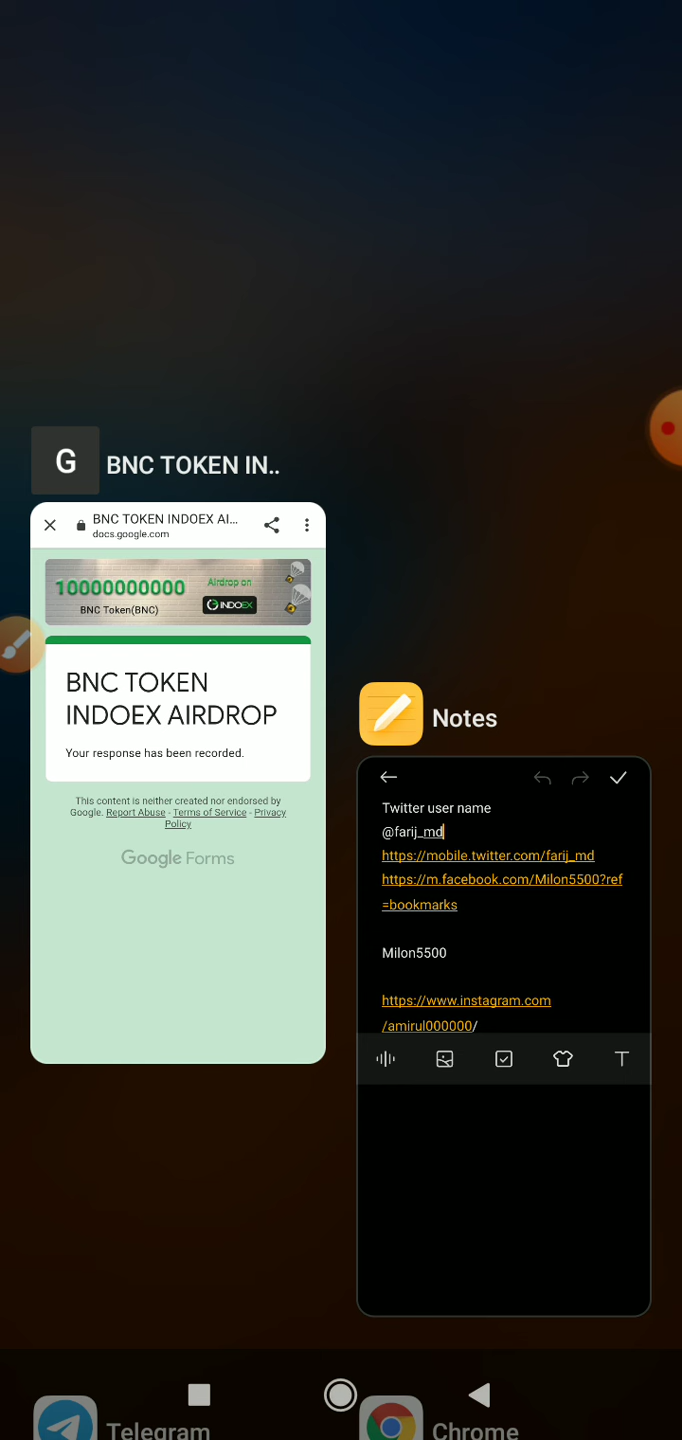 G
BNC TOKEN IN..
BNC TOKEN INDOEX AI...
docs.google.com
10000000000
Airdrop on
BNC Token(BNC)
INDOEX
BNC TOKEN
INDOEX AIRDROP
Your response has been recorded.
This content is neither created nor endorsed by
Google. Report Abuse - Terms of Service - Privacy
Policy
Google Forms
Notes
Twitter user name
@farij_md
https://mobile.twitter.com/farij_md
https://m.facebook.com/Milon5500?ref
=bookmarks
Milon5500
https://www.instagram.com
/amirul000000/
T
Telegram
Chrome